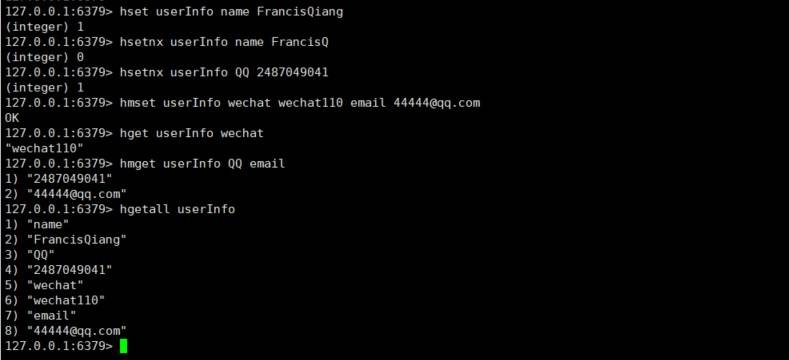 127.0.0.1:6379> hset userInfo name FrancisQiang
(integer) 1
127.0.0.1:6379> hsetnx userInfo name FrancisQ
(integer) 0
127.0.0.1:6379> hsetnx userInfo QQ 2487049041
(integer) 1
127.0.0.1:6379> hmset userInfo wechat wechat110 email 44444@qq.com
OK
127.0.0.1:6379> hget userInfo wechat
"wechat110"
127.0.0.1:6379> hmget userInfo QQ email
1) "2487049041"
2) "44444@qq.com"
127.0.0.1:6379> hgetall userInfo
1) "name"
2) "FrancisQiang"
3) "QQ"
4) "2487049041"
5) "wechat"
6) "wechat110"
7) "email"
8) "44444@qq.com"
127.0.0.1:6379>